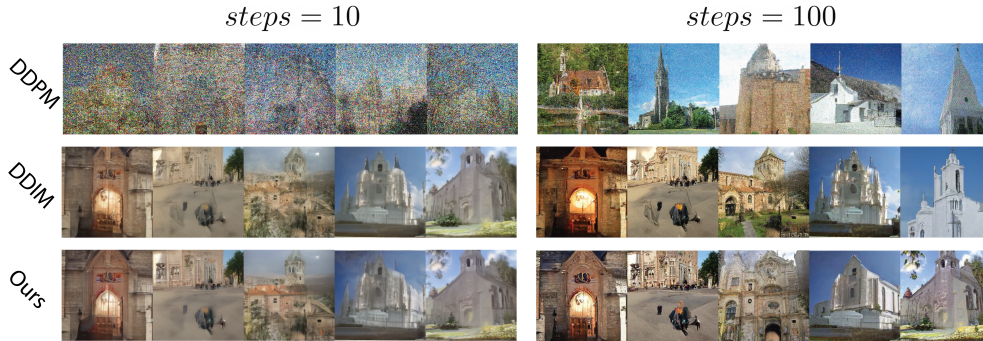 steps = 10
steps = 100
DDPM
DDIM
Ours